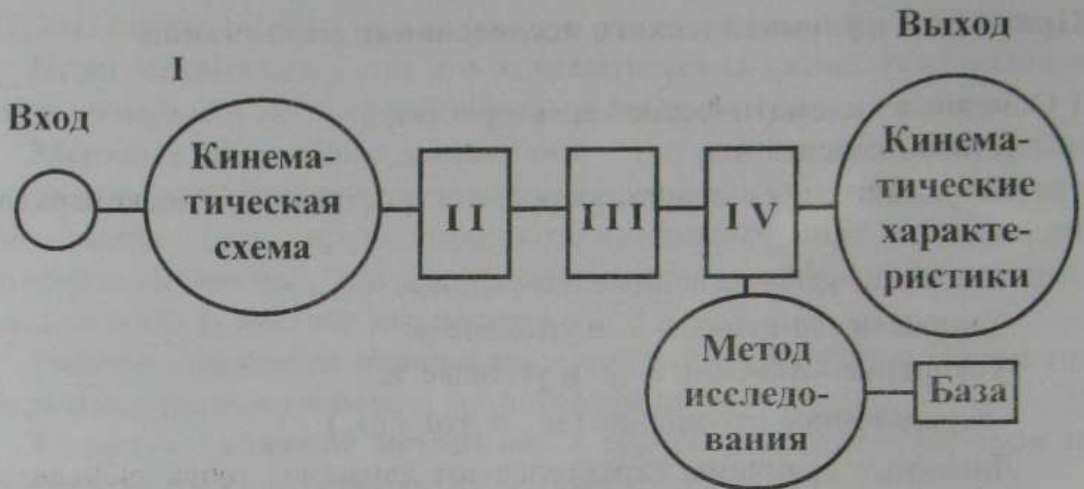 Выход
I
Вход
Кинема-
тическая
схема
II
III
IV
Кинема-
тические
характе-
ристики
Метод
исследо-
вания
База